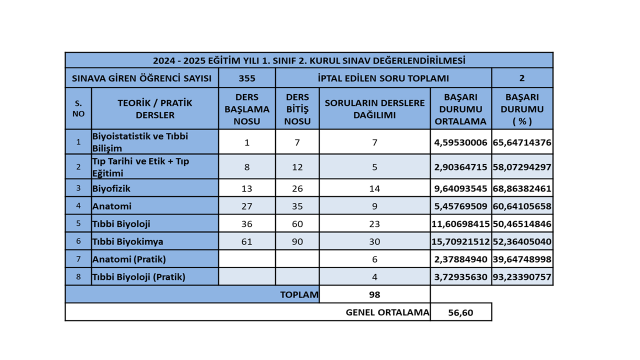 2024 - 2025 EĞİTİM YILI 1. SINIF 2. KURUL SINAV DEĞERLENDİRİLMESİ
SINAVA GİREN ÖĞRENCİ SAYISI 355 İPTAL EDİLEN SORU TOPLAMI 2
S. NO TEORİK / PRATİK DERSLER DERS BAŞLAMA NOSU DERS BİTİŞ NOSU SORULARIN DERSLERE DAĞILIMI BAŞARI DURUMU ORTALAMA BAŞARI DURUMU ( % )
1 Biyoistatistik ve Tıbbi Bilişim 1 7 7 4,59530006 65,64714376
2 Tıp Tarihi ve Etik + Tıp Eğitimi 8 12 5 2,90364715 58,07294297
3 Biyofizik 13 26 14 9,64093545 68,86382461
4 Anatomi 27 35 9 5,45769509 60,64105658
5 Tıbbi Biyoloji 36 60 23 11,60698415 50,46514846
6 Tıbbi Biyokimya 61 90 30 15,70921512 52,36405040
7 Anatomi (Pratik) 6 2,37884940 39,64748998
8 Tıbbi Biyoloji (Pratik) 4 3,72935630 93,23390757
TOPLAM 98
GENEL ORTALAMA 56,60